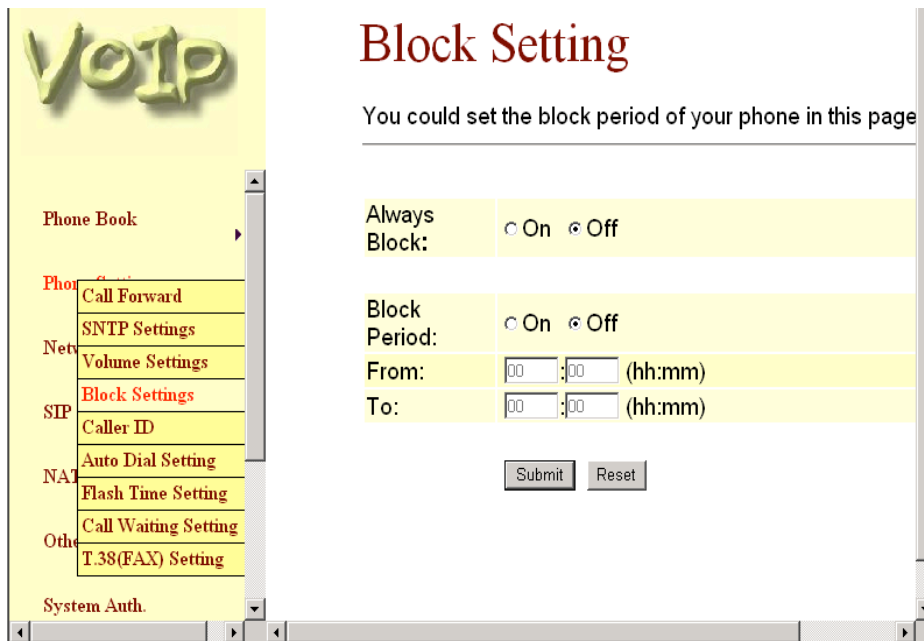 VoIP
Block Setting
You could set the block period of your phone in this page
Phone Book
Call Forward
SNTP Settings
Volume Settings
Block Settings
SIP
Caller ID
Auto Dial Setting
Flash Time Setting
Call Waiting Setting
T.38(FAX) Setting
System Auth.
Always
Block:
On Off
Block
Period:
On Off
From: 00 :00 (hh:mm)
To: 00 :00 (hh:mm)
Submit Reset